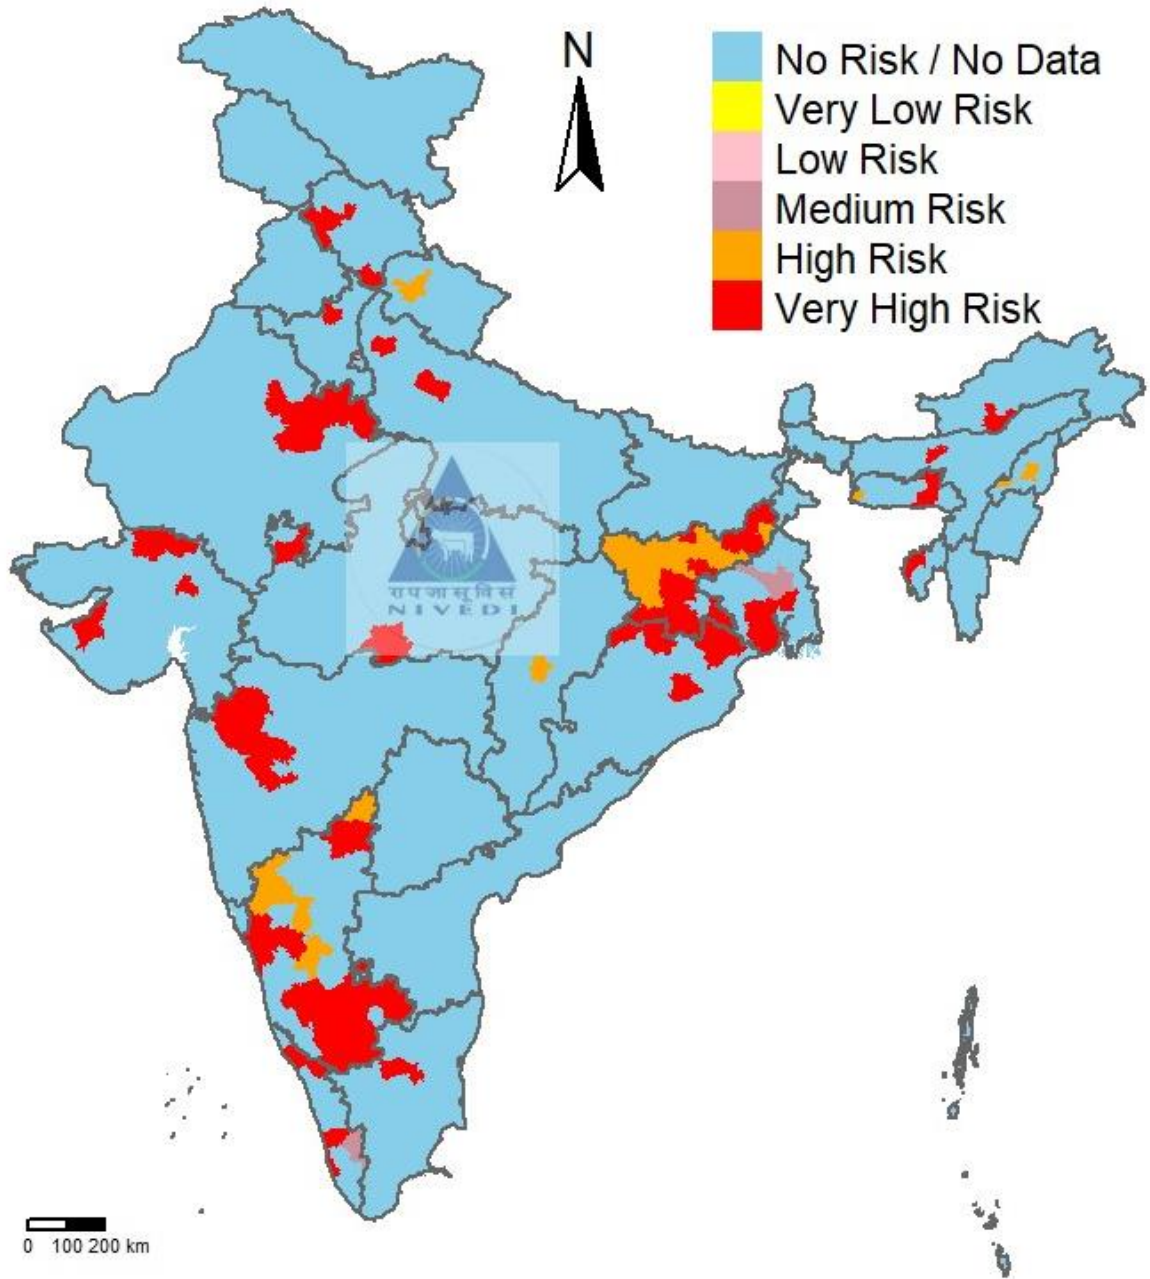 N
No Risk / No Data
Very Low Risk
Low Risk
Medium Risk
High Risk
Very High Risk
रा प जा सू वि सं
NIVEDI
0 100 200 km